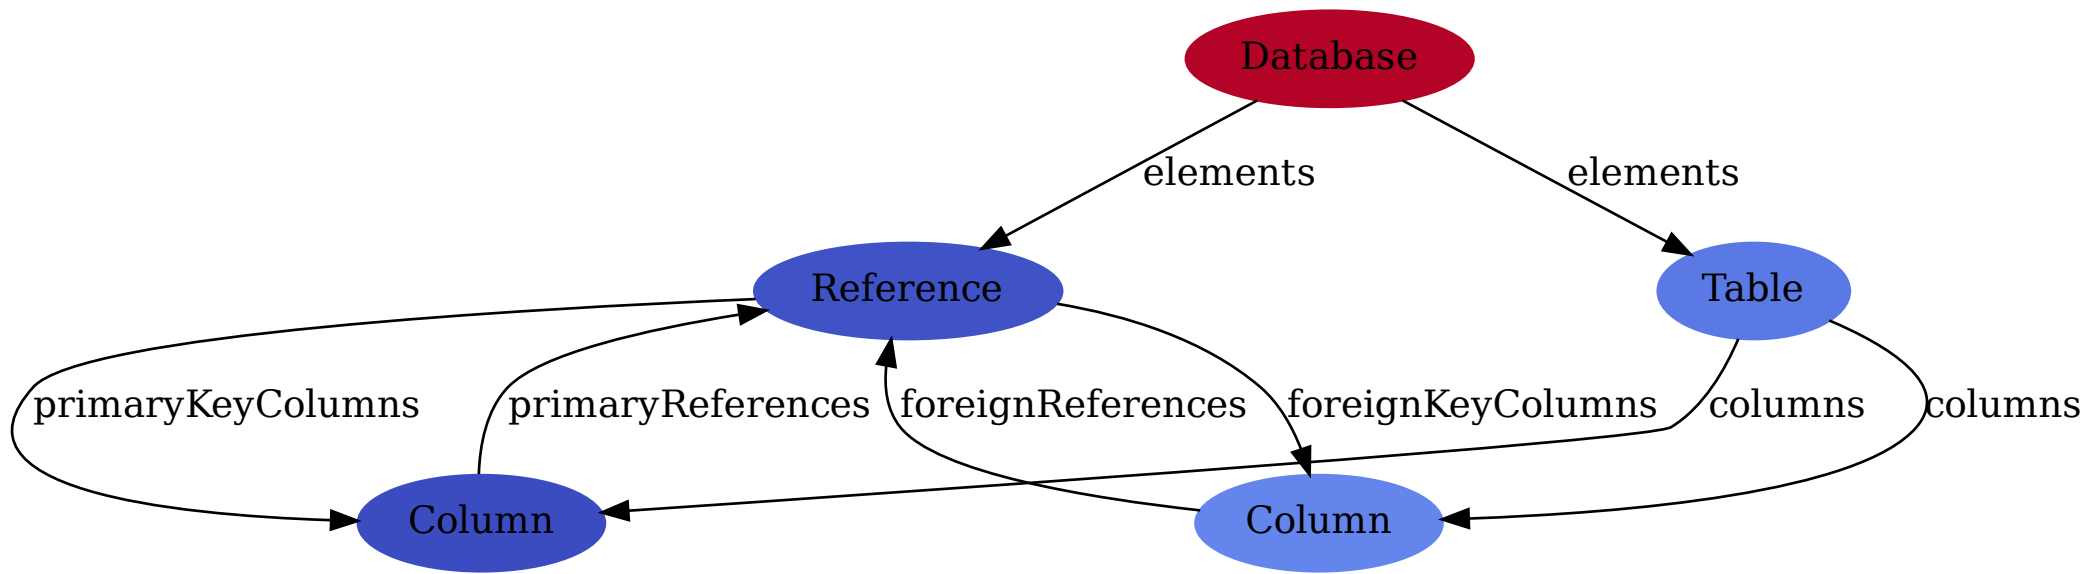 Database
elements
elements
Reference
Table
primaryKeyColumns
primaryReferences
foreignReferences
foreignKeyColumns
columns
columns
Column
Column